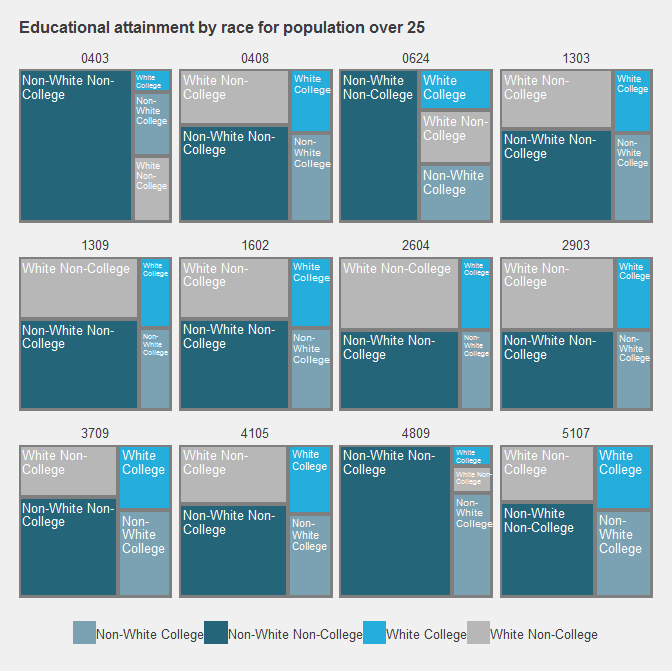 Educational attainment by race for population over 25
0403
Non-White Non-
College
White
College
Non-
White
College
White
Non-
College
0408
White Non-
College
Non-White Non-
College
White
College
Non-
White
College
0624
Non-White
Non-College
White
College
White Non-
College
Non-White
College
1303
White Non-
College
Non-White Non-
College
White
College
Non-
White
College
1309
White Non-College
Non-White Non-
College
White
College
Non-
White
College
1602
White Non-
College
Non-White Non-
College
White
College
Non-
White
College
2604
White Non-College
Non-White Non-
College
White
College
Non-
White
College
2903
White Non-
College
Non-White Non-
College
White
College
Non-
White
College
3709
White Non-
College
Non-White Non-
College
White
College
Non-
White
College
4105
White Non-
College
Non-White Non-
College
White
College
Non-
White
College
4809
Non-White Non-
College
White
College
White Non-
College
Non-
White
College
5107
White Non-
College
Non-White
Non-College
White
College
Non-
White
College
Non-White College Non-White Non-College White College White Non-College